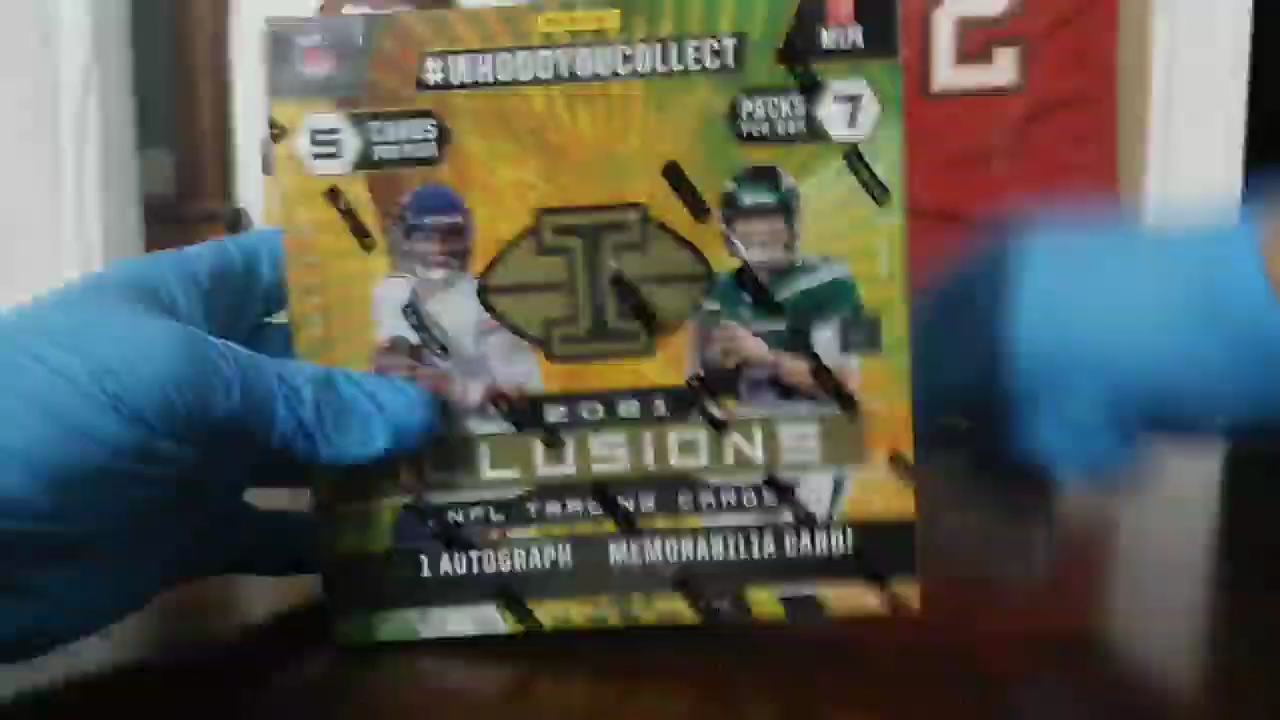 PANINI
#WHODOYOUCOLLECT
NFL
5 CARDS PER PACK
PACKS PER BOX 7
2021
LUSIONS
NFL TRADING CARDS
1 AUTOGRAPH MEMORABILIA CARD!